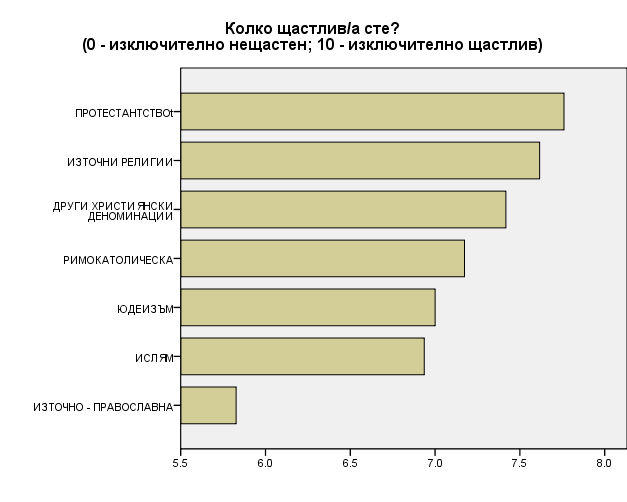 Колко щастлив/а сте?
(0 - изключително нещастен; 10 - изключително щастлив)
ПРОТЕСТАНТСТВОt
ИЗТОЧНИ РЕЛИГИИ
ДРУГИ ХРИСТИЯНСКИ
ДЕНОМИНАЦИИ
РИМОКАТОЛИЧЕСКА
ЮДЕИЗЪМ
ИСЛЯМ
ИЗТОЧНО - ПРАВОСЛАВНА
5.5 6.0 6.5 7.0 7.5 8.0